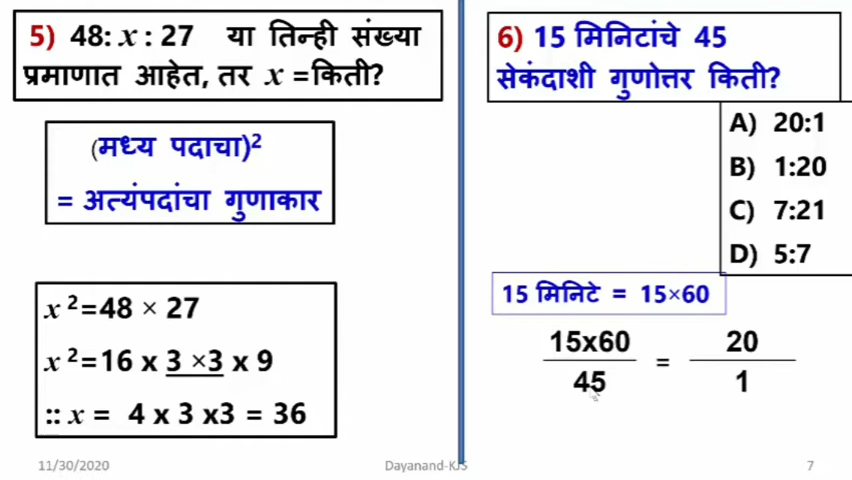 5) 48: x : 27 या तिन्ही संख्या
प्रमाणात आहेत, तर x =किती?
(मध्य पदाचा)²
= अत्यंपदांचा गुणाकार
x ²=48 × 27
x ²=16 x 3 ×3 x 9
:: x = 4 x 3 x3 = 36
6) 15 मिनिटांचे 45
सेकंदाशी गुणोत्तर किती?
A) 20:1
B) 1:20
C) 7:21
D) 5:7
15 मिनिटे = 15×60
15x60 = 20
45 1
11/30/2020 Dayanand-KJS 7